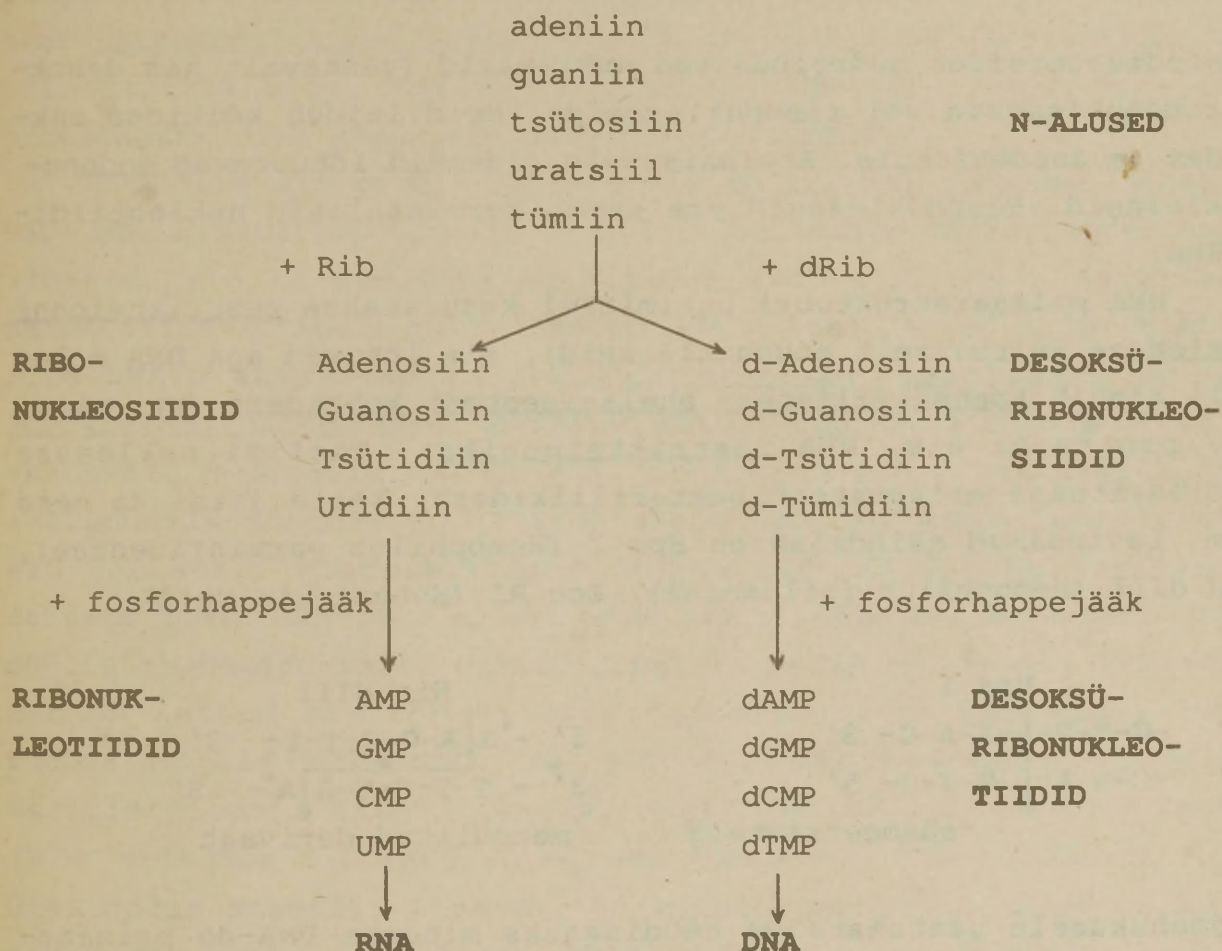 adeniin
guaniin
tsütosiin N-ALUSED
uratsiil
tümiin
+ Rib + dRib
RIBO- Adenosiin d-Adenosiin DESOKSÜ-
NUKLEOSIIDID Guanosiin d-Guanosiin RIBONUKLEO-
Tsütidiin d-Tsütidiin SIIDID
Uridiin d-Tümidiin
+ fosforhappejääk + fosforhappejääk
RIBONUK- AMP dAMP DESOKSÜ-
LEOTIIDID GMP dGMP RIBONUKLEO-
CMP dCMP TIIDID
UMP dTMP
RNA DNA